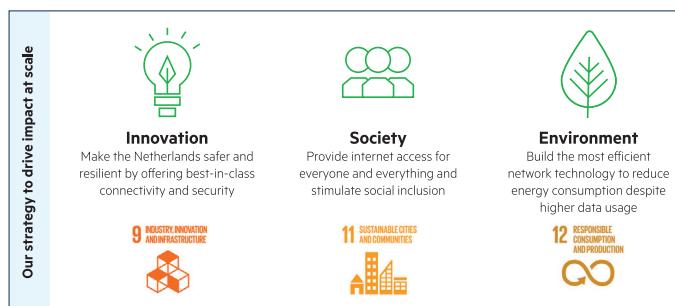 Our strategy to drive impact at scale
Innovation
Make the Netherlands safer and
resilient by offering best-in-class
connectivity and security
9 INDUSTRY, INNOVATION
AND INFRASTRUCTURE
Society
Provide internet access for
everyone and everything and
stimulate social inclusion
11 SUSTAINABLE CITIES
AND COMMUNITIES
Environment
Build the most efficient
network technology to reduce
energy consumption despite
higher data usage
12 RESPONSIBLE
CONSUMPTION
AND PRODUCTION